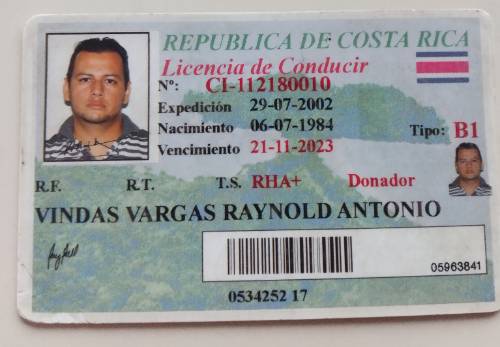 REPUBLICA DE COSTA RICA
Licencia de Conducir
Nº: CI-112180010
Expedición 29-07-2002
Nacimiento 06-07-1984
Tipo: B1
Vencimiento 21-11-2023
R.F. R.T. T.S. RHA+ Donador
VINDAS VARGAS RAYNOLD ANTONIO
05963841
0534252 17